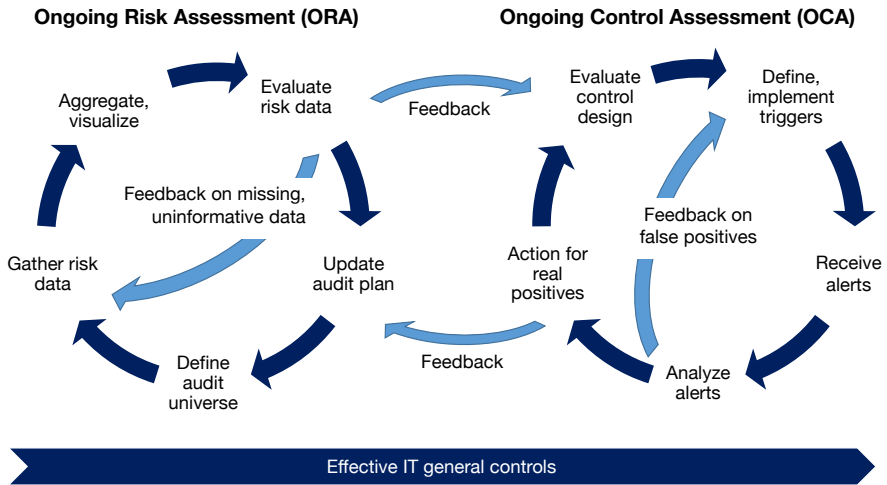 Ongoing Risk Assessment (ORA)
Evaluate
risk data
Update
audit plan
Define
audit
universe
Gather risk
data
Aggregate,
visualize
Feedback on missing,
uninformative data
Feedback
Feedback
Ongoing Control Assessment (OCA)
Evaluate
control
design
Define,
implement
triggers
Receive
alerts
Analyze
alerts
Action for
real
positives
Feedback on
false positives
Effective IT general controls